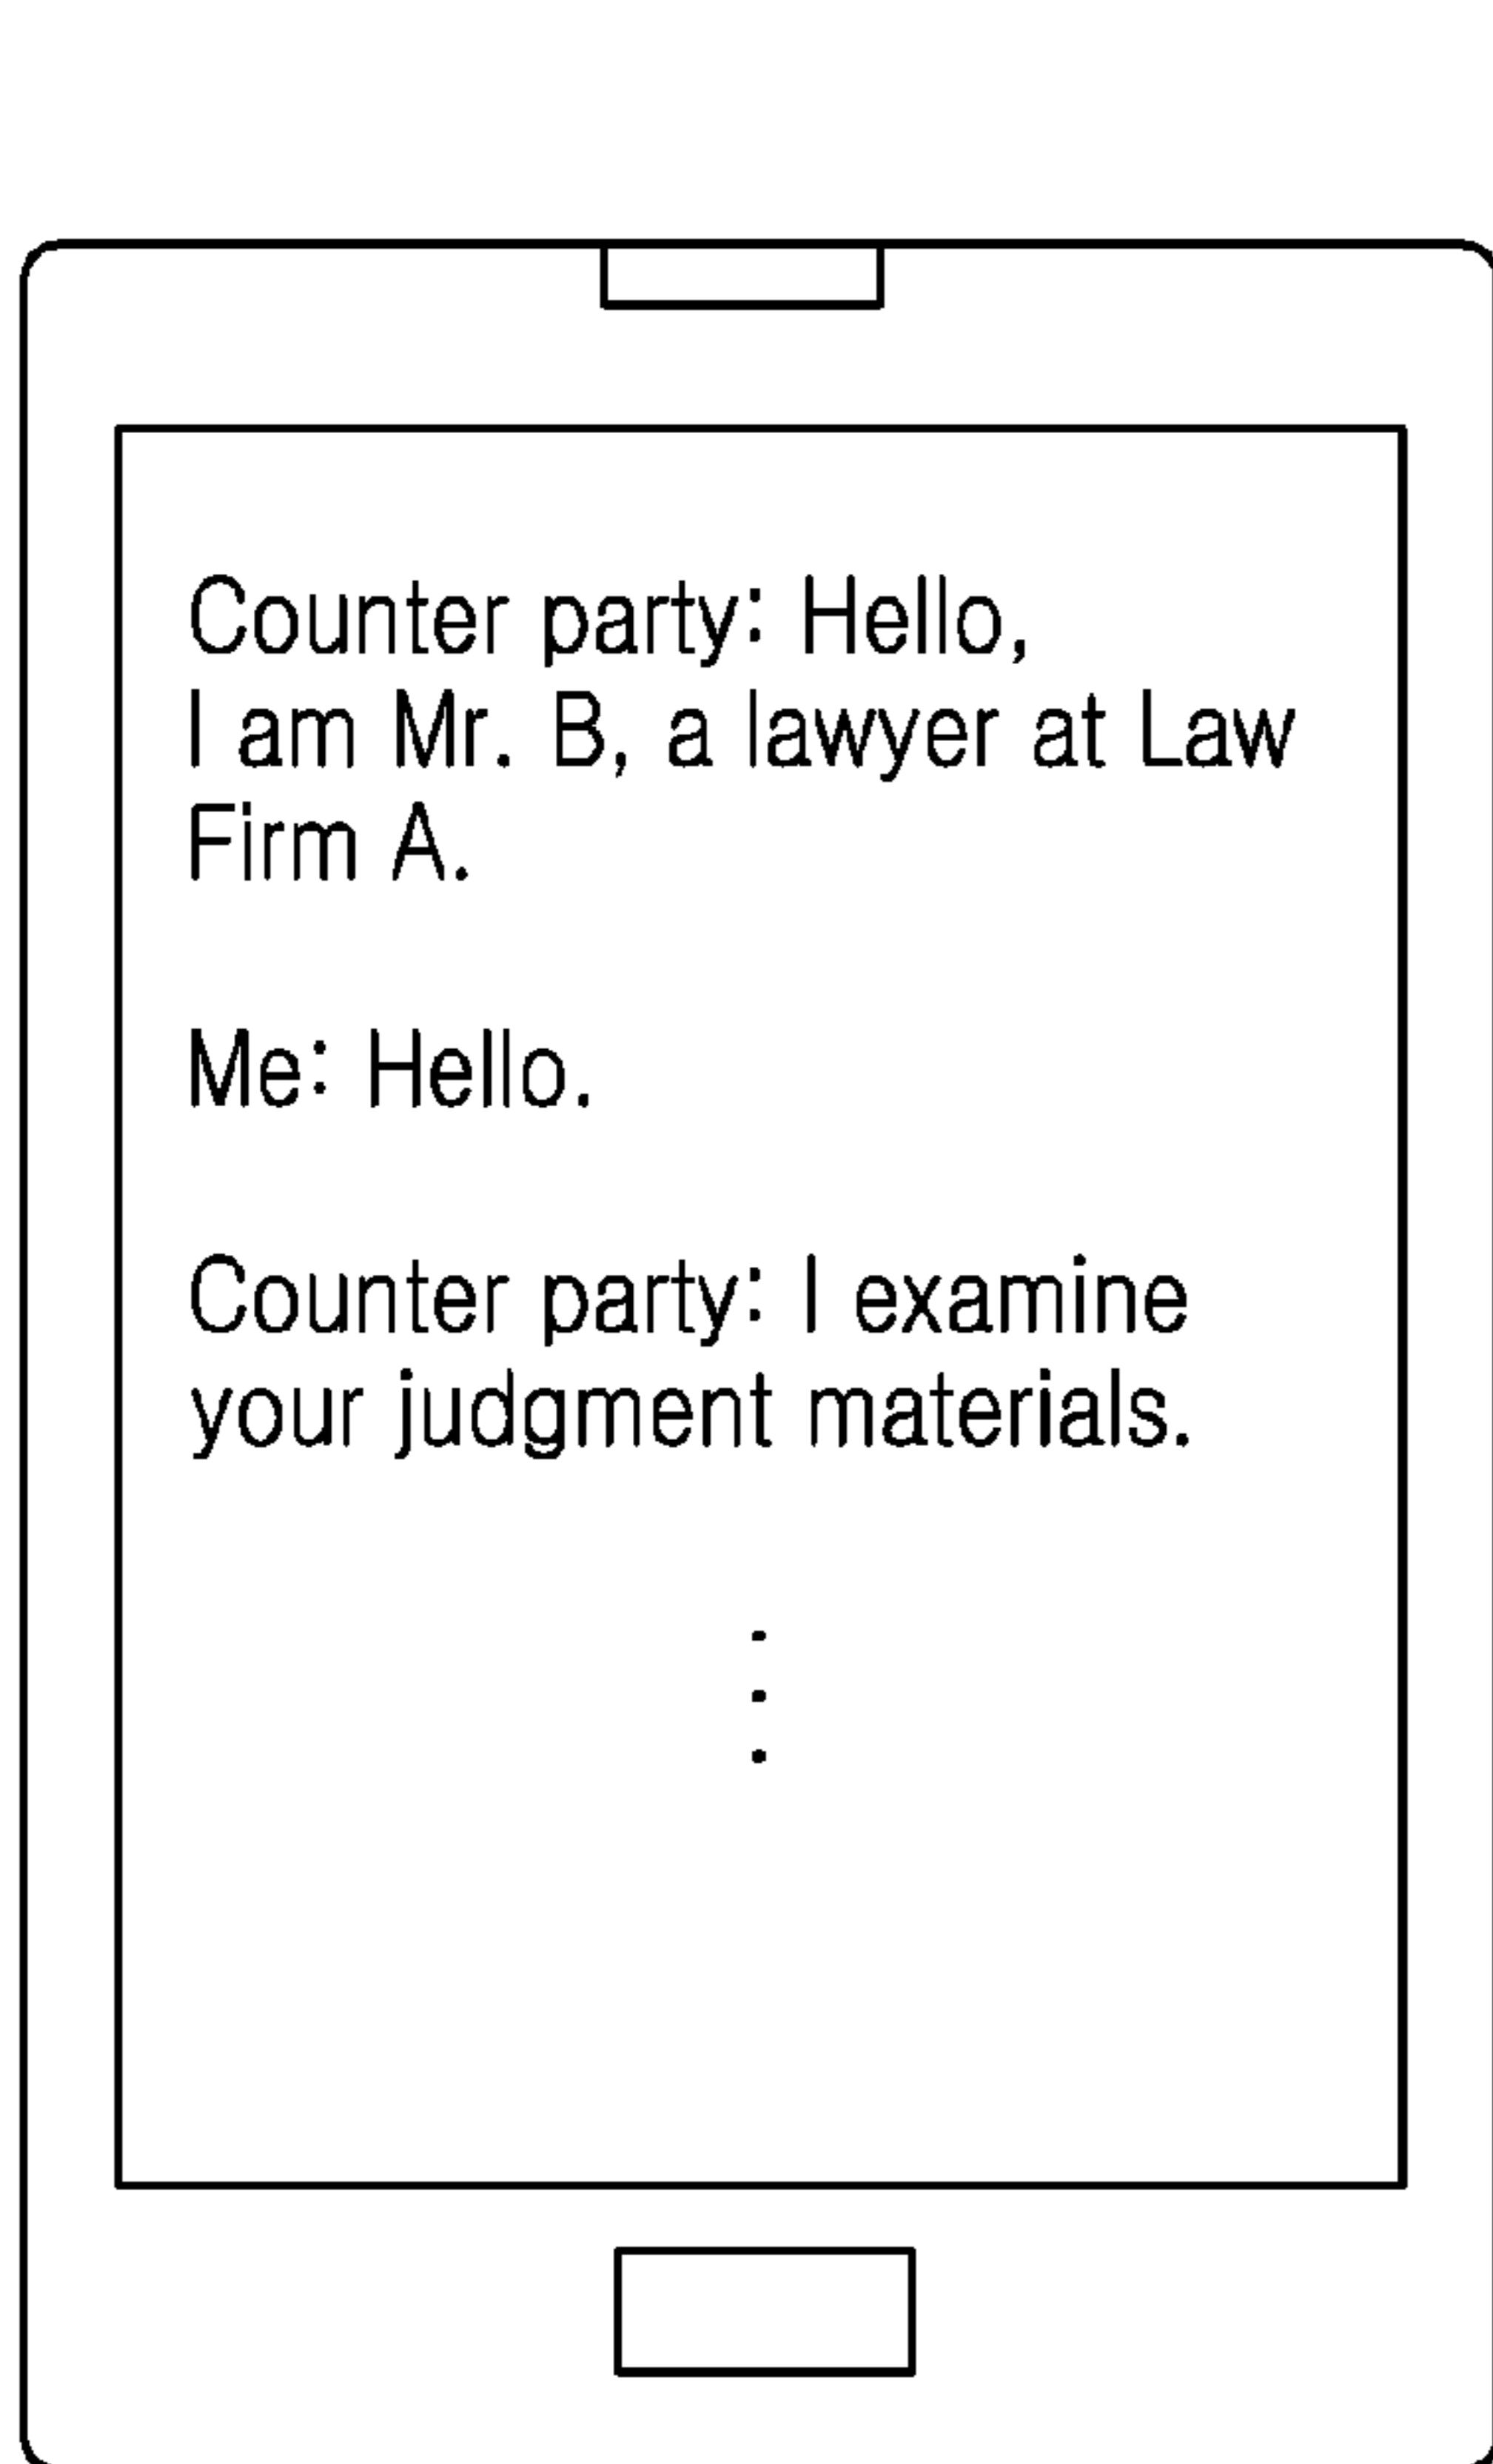 Counter party: Hello,
I am Mr. B, a lawyer at Law
Firm A.
Me: Hello.
Counter party: I examine
your judgment materials.